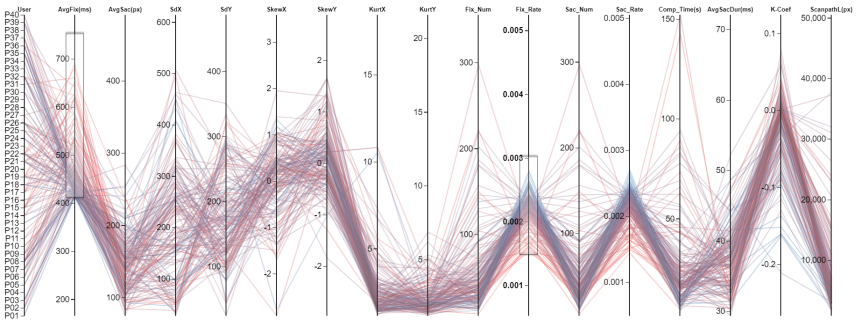 User AvgFix(ms) AvgSac(px) SdX SdY SkewX SkewY KurtX KurtY Fix_Num Fix_Rate Sac_Num Sac_Rate Comp_Time(s) AvgSacDur(ms) K-Coef ScanpathL(px)
P40
P39
P38
P37
P36
P35
P34
P33
P32
P31
P30
P29
P28
P27
P26
P25
P24
P23
P22
P21
P20
P19
P18
P17
P16
P15
P14
P13
P12
P11
P10
P09
P08
P07
P06
P05
P04
P03
P02
P01
700
600
500
400
300
200
400
300
200
100
600
500
400
300
200
100
400
300
200
100
3
2
1
0
-1
-2
2
1
0
-1
-2
15
10
5
20
15
10
5
300
200
100
0.005
0.004
0.003
0.002
0.001
300
200
100
0.005
0.004
0.003
0.002
0.001
150
100
50
70
60
50
40
30
0.1
0.0
-0.1
-0.2
50,000
40,000
30,000
20,000
10,000